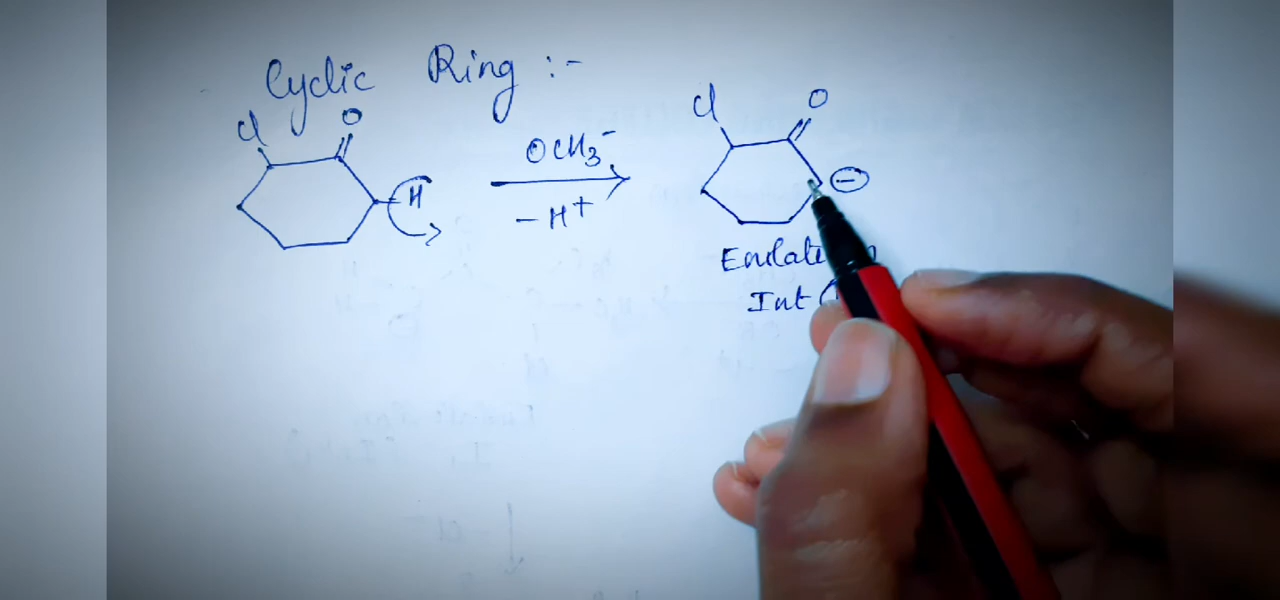 Cyclic Ring :-
Cl O
H
OCH3⁻
- H+
Cl O
⊖
Int